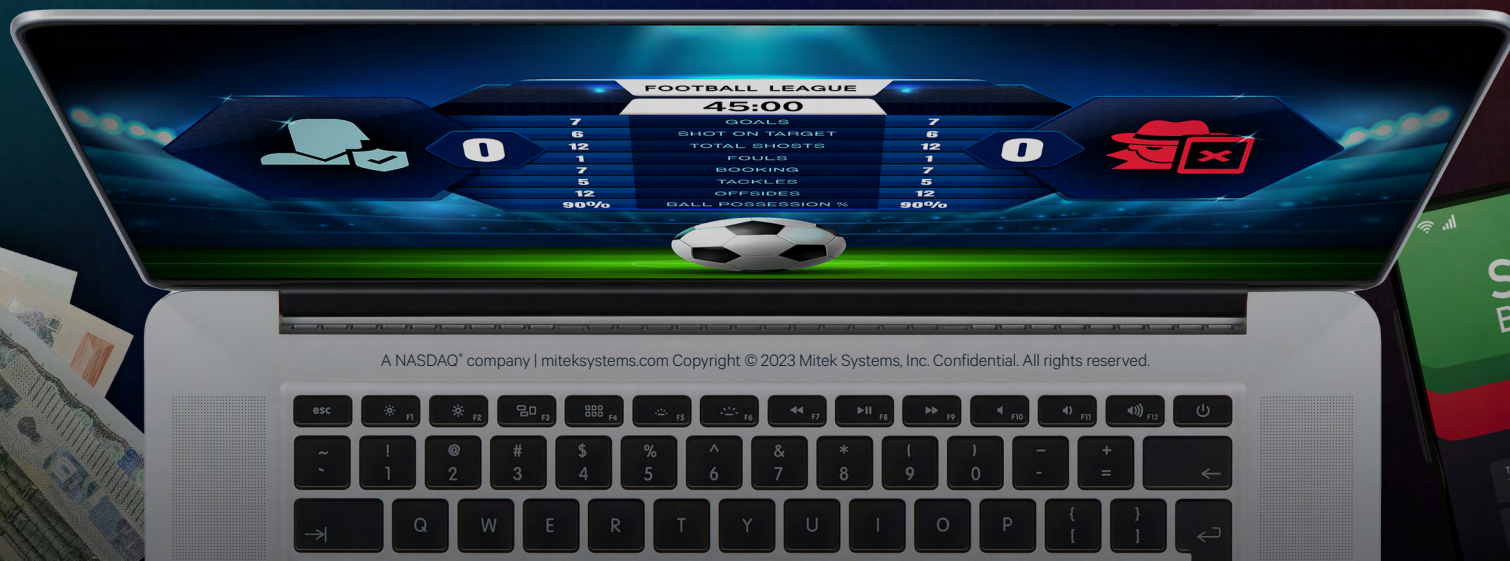 FOOTBALL LEAGUE
45:00
0
0
7 GOALS 7
6 SHOT ON TARGET 6
12 TOTAL SHOSTS 12
1 FOULS 1
7 BOOKING 7
5 TACKLES 5
12 OFFSIDES 12
90% BALL POSSESSION % 90%
A NASDAQ® company | miteksystems.com Copyright © 2023 Mitek Systems, Inc. Confidential. All rights reserved.
esc F1 F2 F3 F4 F5 F6 F7 F8 F9 F10 F11 F12
~ ! @ # $ % ^ & * ( ) – +
` 1 2 3 4 5 6 7 8 9 0 - =
Q W E R T Y U I O P { }
[ ]